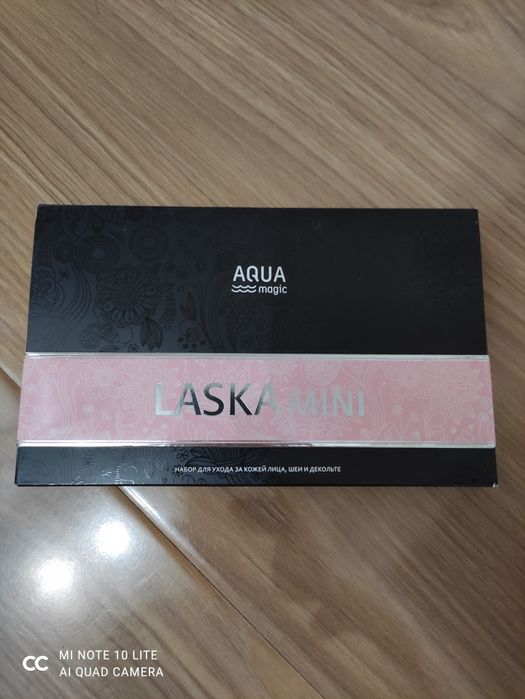 AQUA
magic
LASKA MINI
НАБОР ДЛЯ УХОДА ЗА КОЖЕЙ ЛИЦА, ШЕИ И ДЕКОЛЬТЕ
MI NOTE 10 LITE
AI QUAD CAMERA